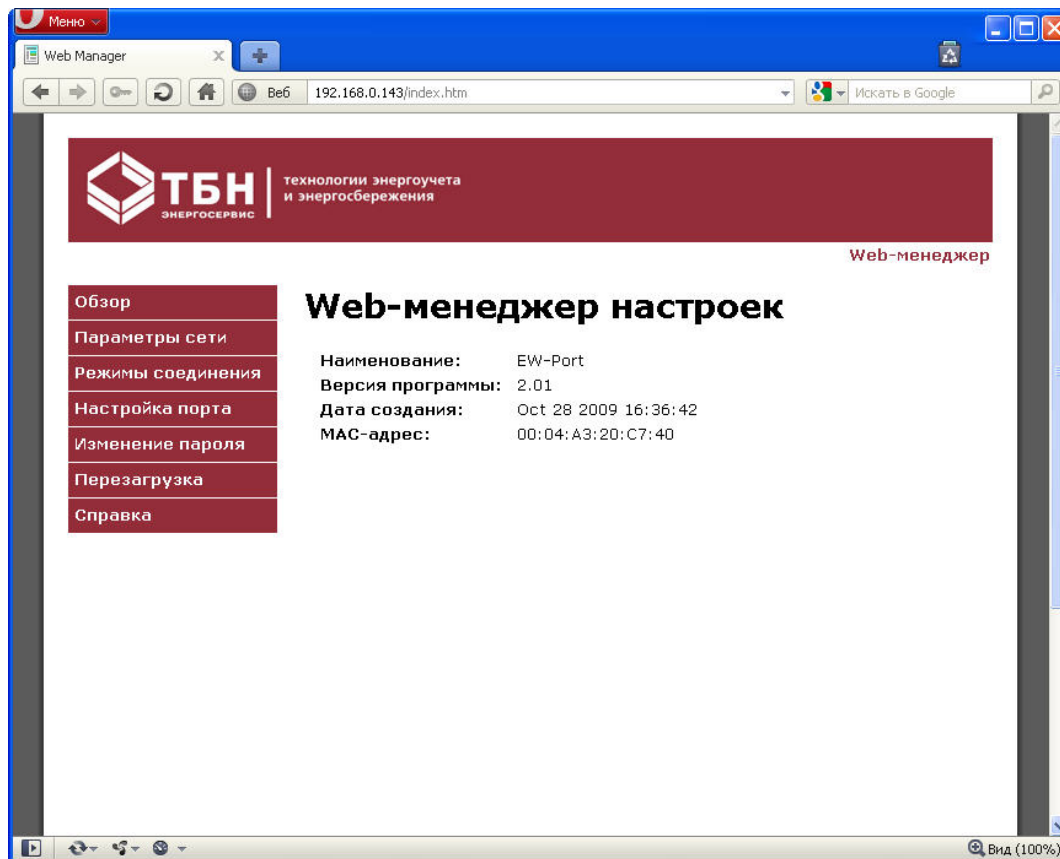 Меню
Web Manager
Веб
192.168.0.143/index.htm
Искать в Google
ТБН
ЭНЕРГОСЕРВИС
технологии энергоучета
и энергосбережения
Web-менеджер
Обзор
Параметры сети
Режимы соединения
Настройка порта
Изменение пароля
Перезагрузка
Справка
Web-менеджер настроек
Наименование: EW-Port
Версия программы: 2.01
Дата создания: Oct 28 2009 16:36:42
MAC-адрес: 00:04:A3:20:C7:40
Вид (100%)